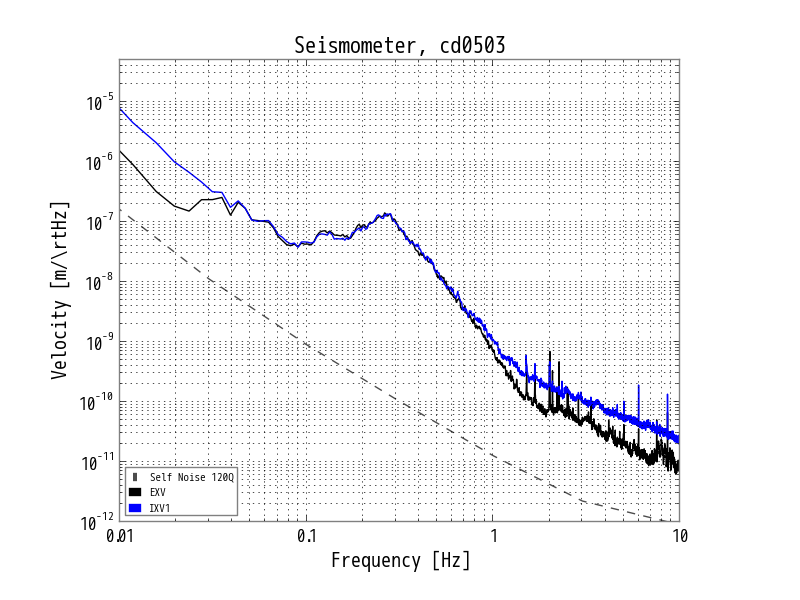 Seismometer, cd0503
Velocity [m/\rtHz]
10^-5
10^-6
10^-7
10^-8
10^-9
10^-10
10^-11
10^-12
Self Noise 120Q
EXV
IXV1
0.01 0.1 1 10
Frequency [Hz]